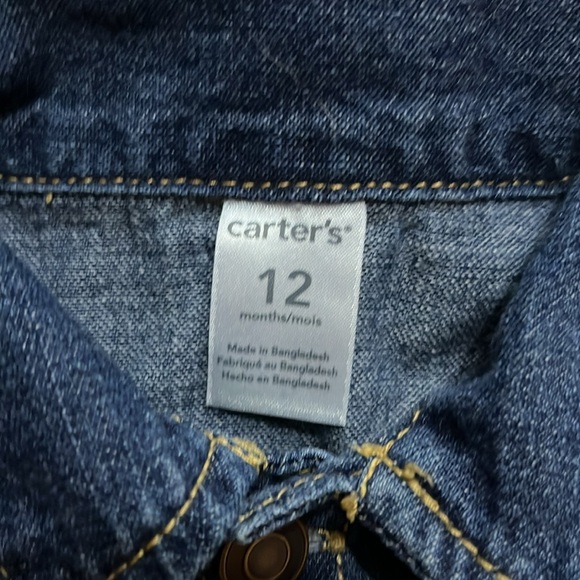 carter's®
12
months/mois
Made in Bangladesh
Fabriqué au Bangladesh
Hecho en Bangladesh